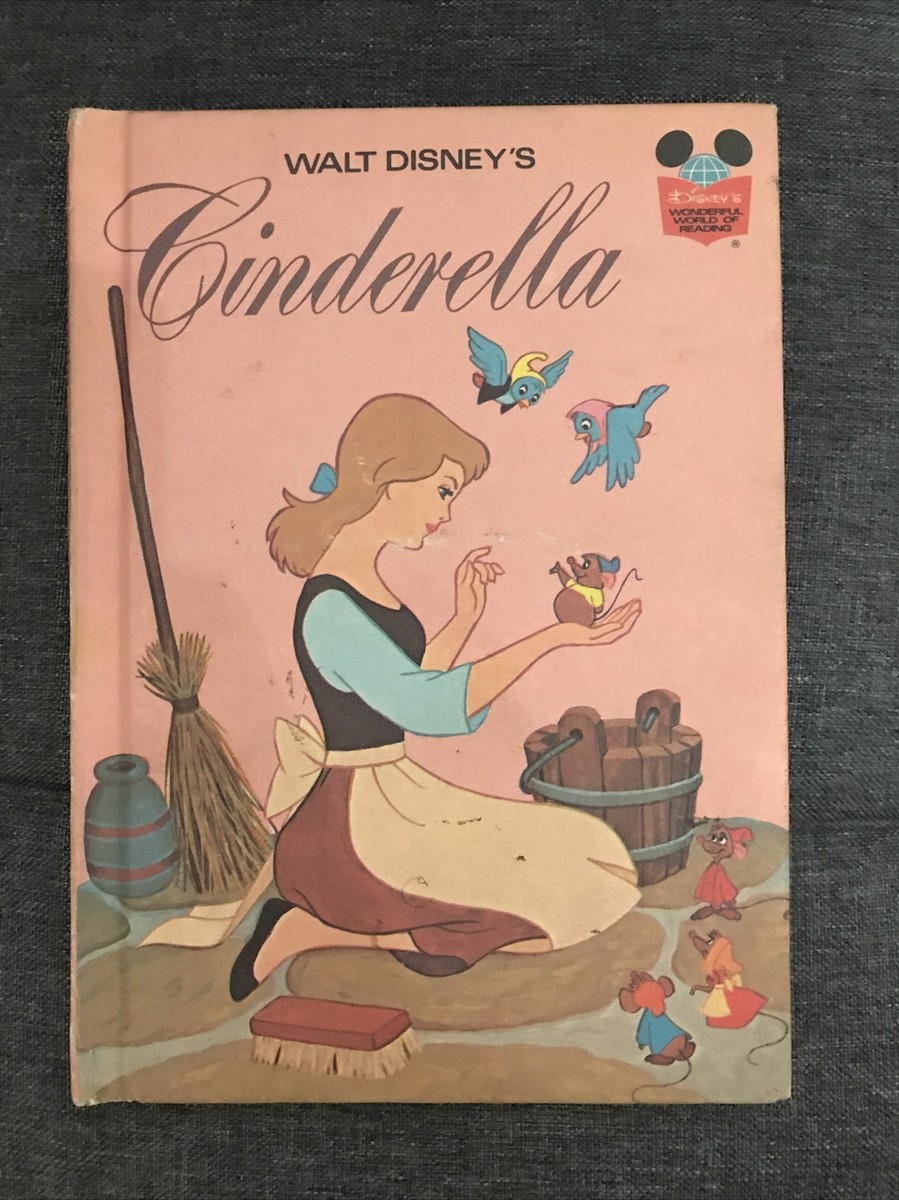 WALT DISNEY'S
Cinderella
DISNEY'S
WONDERFUL
WORLD OF
READING
®